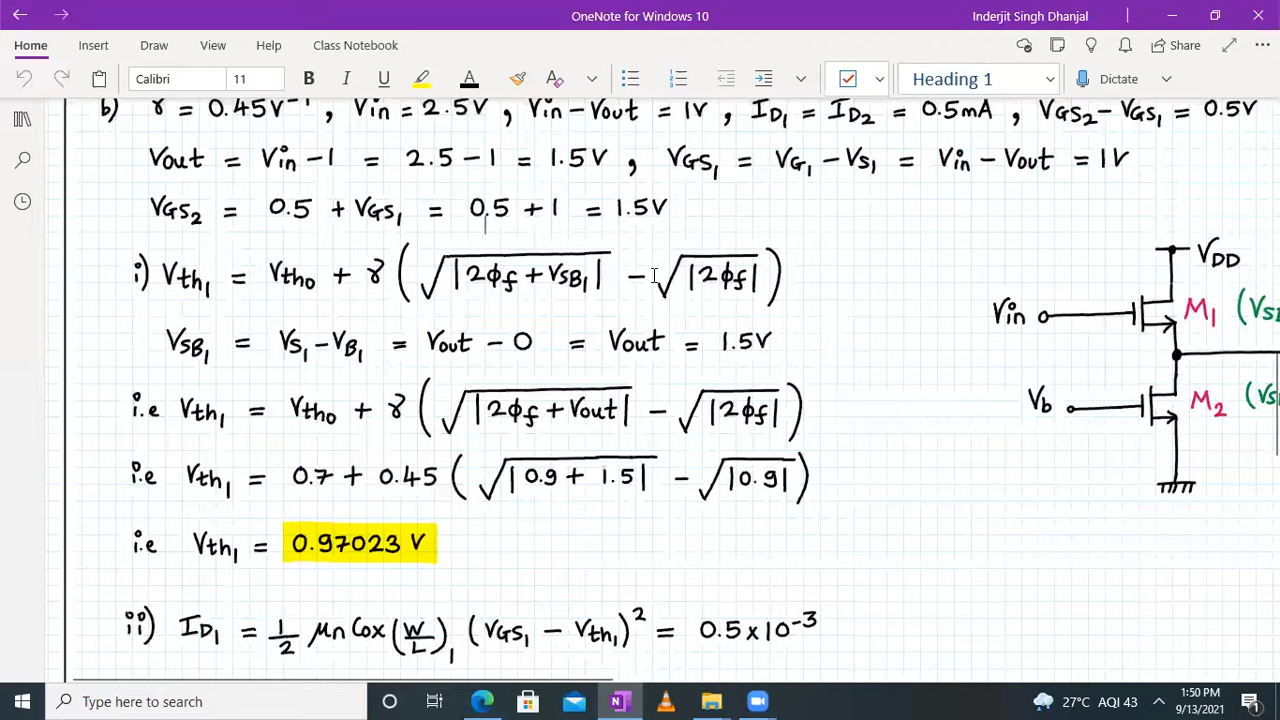 OneNote for Windows 10
Inderjit Singh Dhanjal
Home Insert Draw View Help Class Notebook
Share
Calibri 11 B I U A Heading 1 Dictate
b) γ = 0.45V⁻¹, Vin = 2.5V, Vin-Vout = 1V, ID₁ = ID₂ = 0.5mA, VGS₂-VGS₁ = 0.5V
Vout = Vin-1 = 2.5-1 = 1.5V, VGS₁ = VG₁-VS₁ = Vin-Vout = 1V
VGS₂ = 0.5 + VGS₁ = 0.5 + 1 = 1.5V
i) Vth₁ = Vtho + γ(√|2φf + VSB₁| - √|2φf|)
VSB₁ = VS₁-VB₁ = Vout - 0 = Vout = 1.5V
i.e Vth₁ = Vtho + γ(√|2φf + Vout| - √|2φf|)
i.e Vth₁ = 0.7 + 0.45(√|0.9 + 1.5| - √|0.9|)
i.e Vth₁ = 0.97023 V
ii) ID₁ = 1/2 μnCox(W/L)₁ (VGS₁ - Vth₁)² = 0.5x10⁻³
VDD
Vin M₁
Vb M₂
Type here to search
27°C AQI 43
1:50 PM
9/13/2021